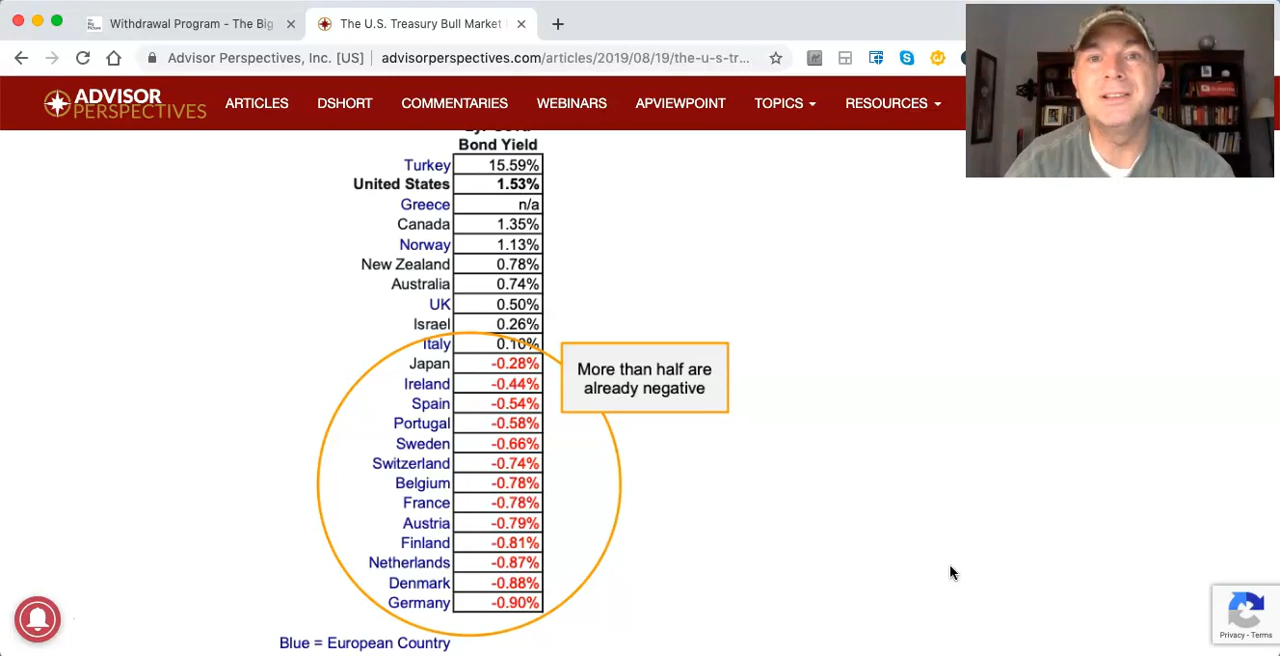 Withdrawal Program - The Big
The U.S. Treasury Bull Market
Advisor Perspectives, Inc. [US] advisorperspectives.com/articles/2019/08/19/the-u-s-tr...
ADVISOR
PERSPECTIVES
ARTICLES DSHORT COMMENTARIES WEBINARS APVIEWPOINT TOPICS RESOURCES
Bond Yield
Turkey 15.59%
United States 1.53%
Greece n/a
Canada 1.35%
Norway 1.13%
New Zealand 0.78%
Australia 0.74%
UK 0.50%
Israel 0.26%
Italy 0.10%
Japan -0.28%
Ireland -0.44%
Spain -0.54%
Portugal -0.58%
Sweden -0.66%
Switzerland -0.74%
Belgium -0.78%
France -0.78%
Austria -0.79%
Finland -0.81%
Netherlands -0.87%
Denmark -0.88%
Germany -0.90%
More than half are
already negative
Blue = European Country
Privacy - Terms